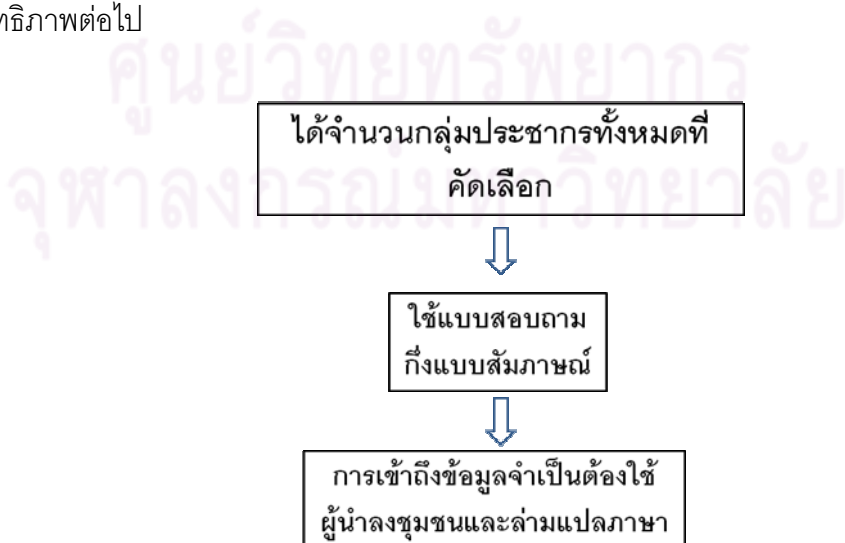 ทธิภาพต่อไป
ศูนย์วิทยทรัพยากร
จุฬาลงกรณ์มหาวิทยาลัย
ได้จำนวนกลุ่มประชากรทั้งหมดที่
คัดเลือก
ใช้แบบสอบถาม
กึ่งแบบสัมภาษณ์
การเข้าถึงข้อมูลจำเป็นต้องใช้
ผู้นำลงชุมชนและล่ามแปลภาษา